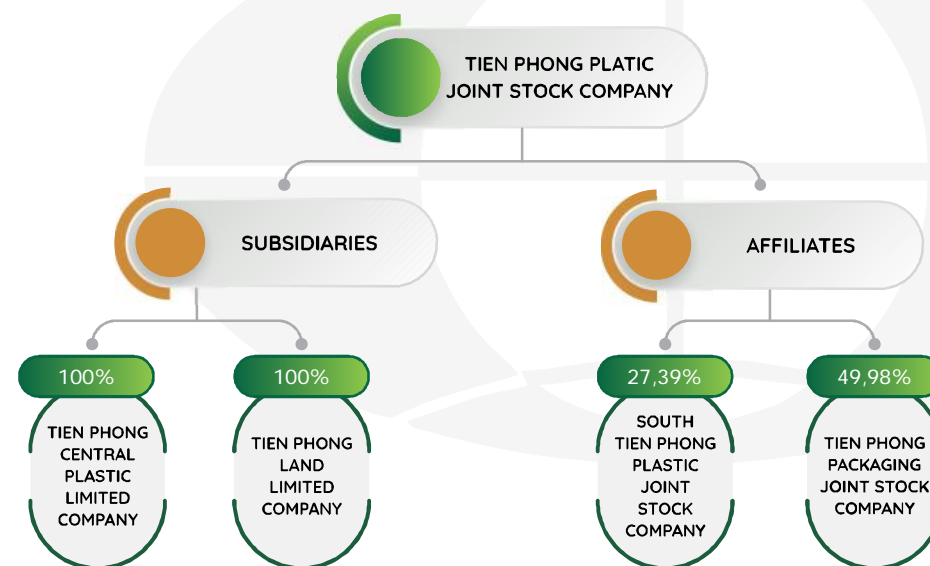 TIEN PHONG PLATIC
JOINT STOCK COMPANY
SUBSIDIARIES
AFFILIATES
100%
TIEN PHONG
CENTRAL
PLASTIC
LIMITED
COMPANY
100%
TIEN PHONG
LAND
LIMITED
COMPANY
27,39%
SOUTH
TIEN PHONG
PLASTIC
JOINT
STOCK
COMPANY
49,98%
TIEN PHONG
PACKAGING
JOINT STOCK
COMPANY